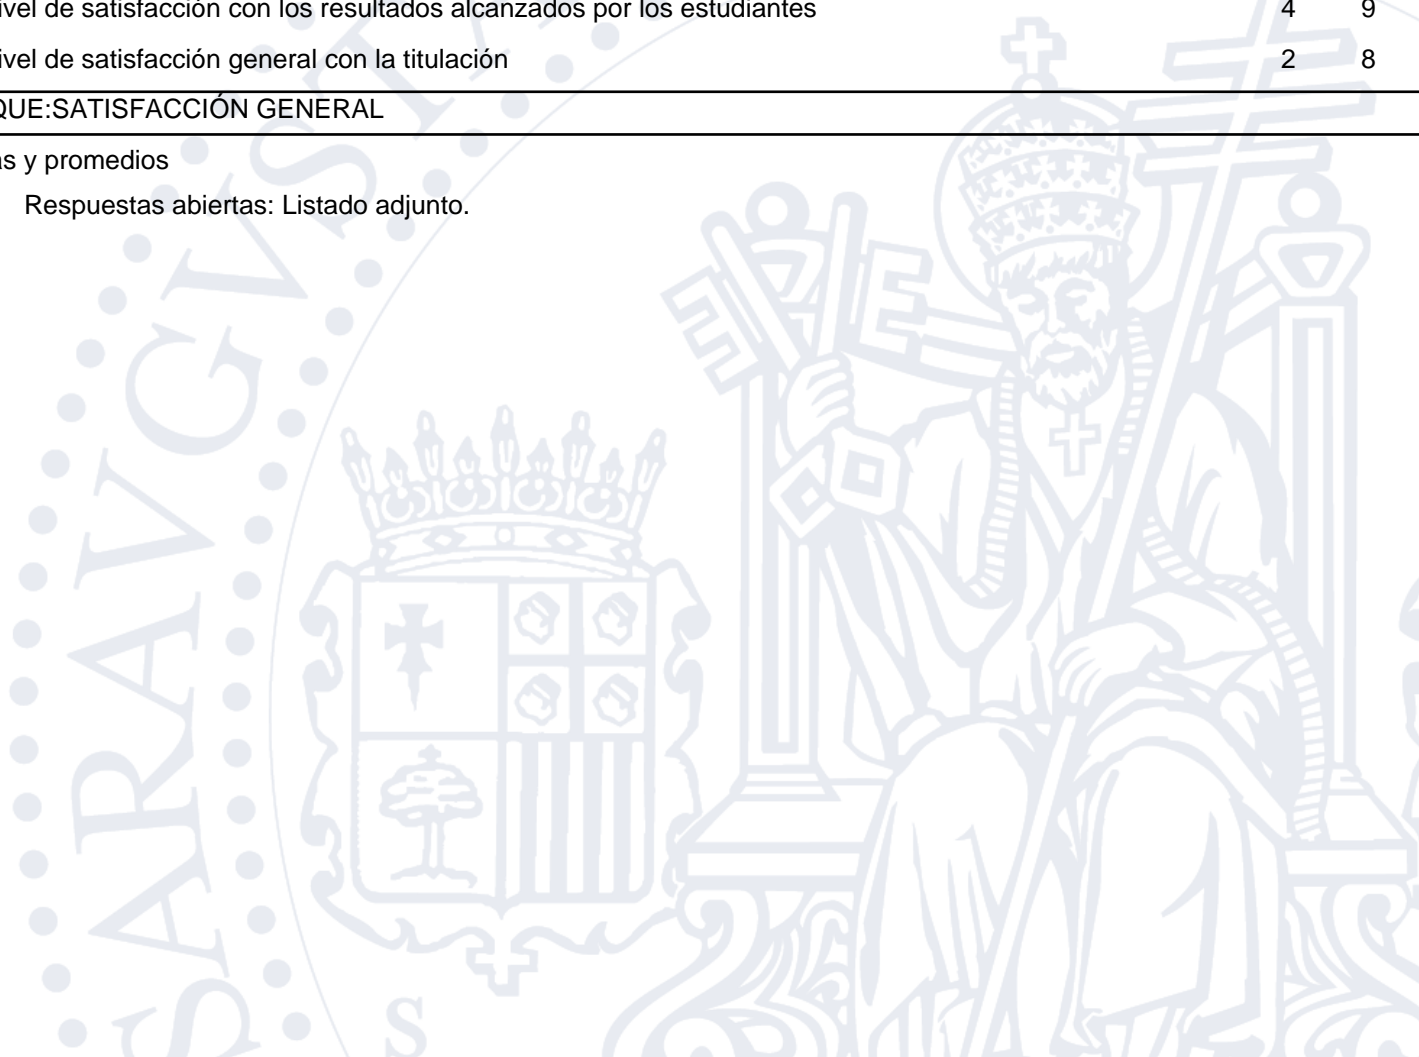 ivel de satisfacción con los resultados alcanzados por los estudiantes 4 9
ivel de satisfacción general con la titulación 2 8
QUE:SATISFACCIÓN GENERAL
as y promedios
Respuestas abiertas: Listado adjunto.
SARAVGVST
S